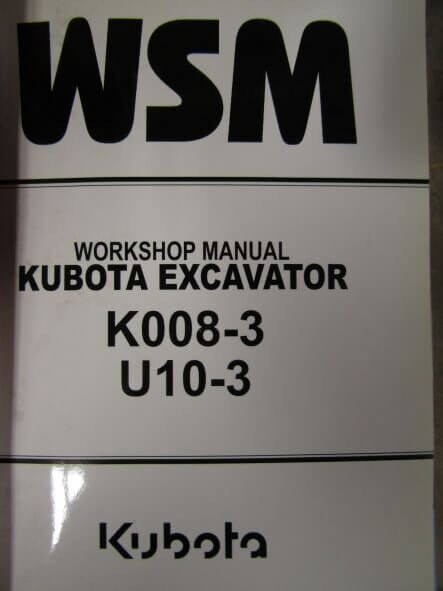 WSM
WORKSHOP MANUAL
KUBOTA EXCAVATOR
K008-3
U10-3
Kubota